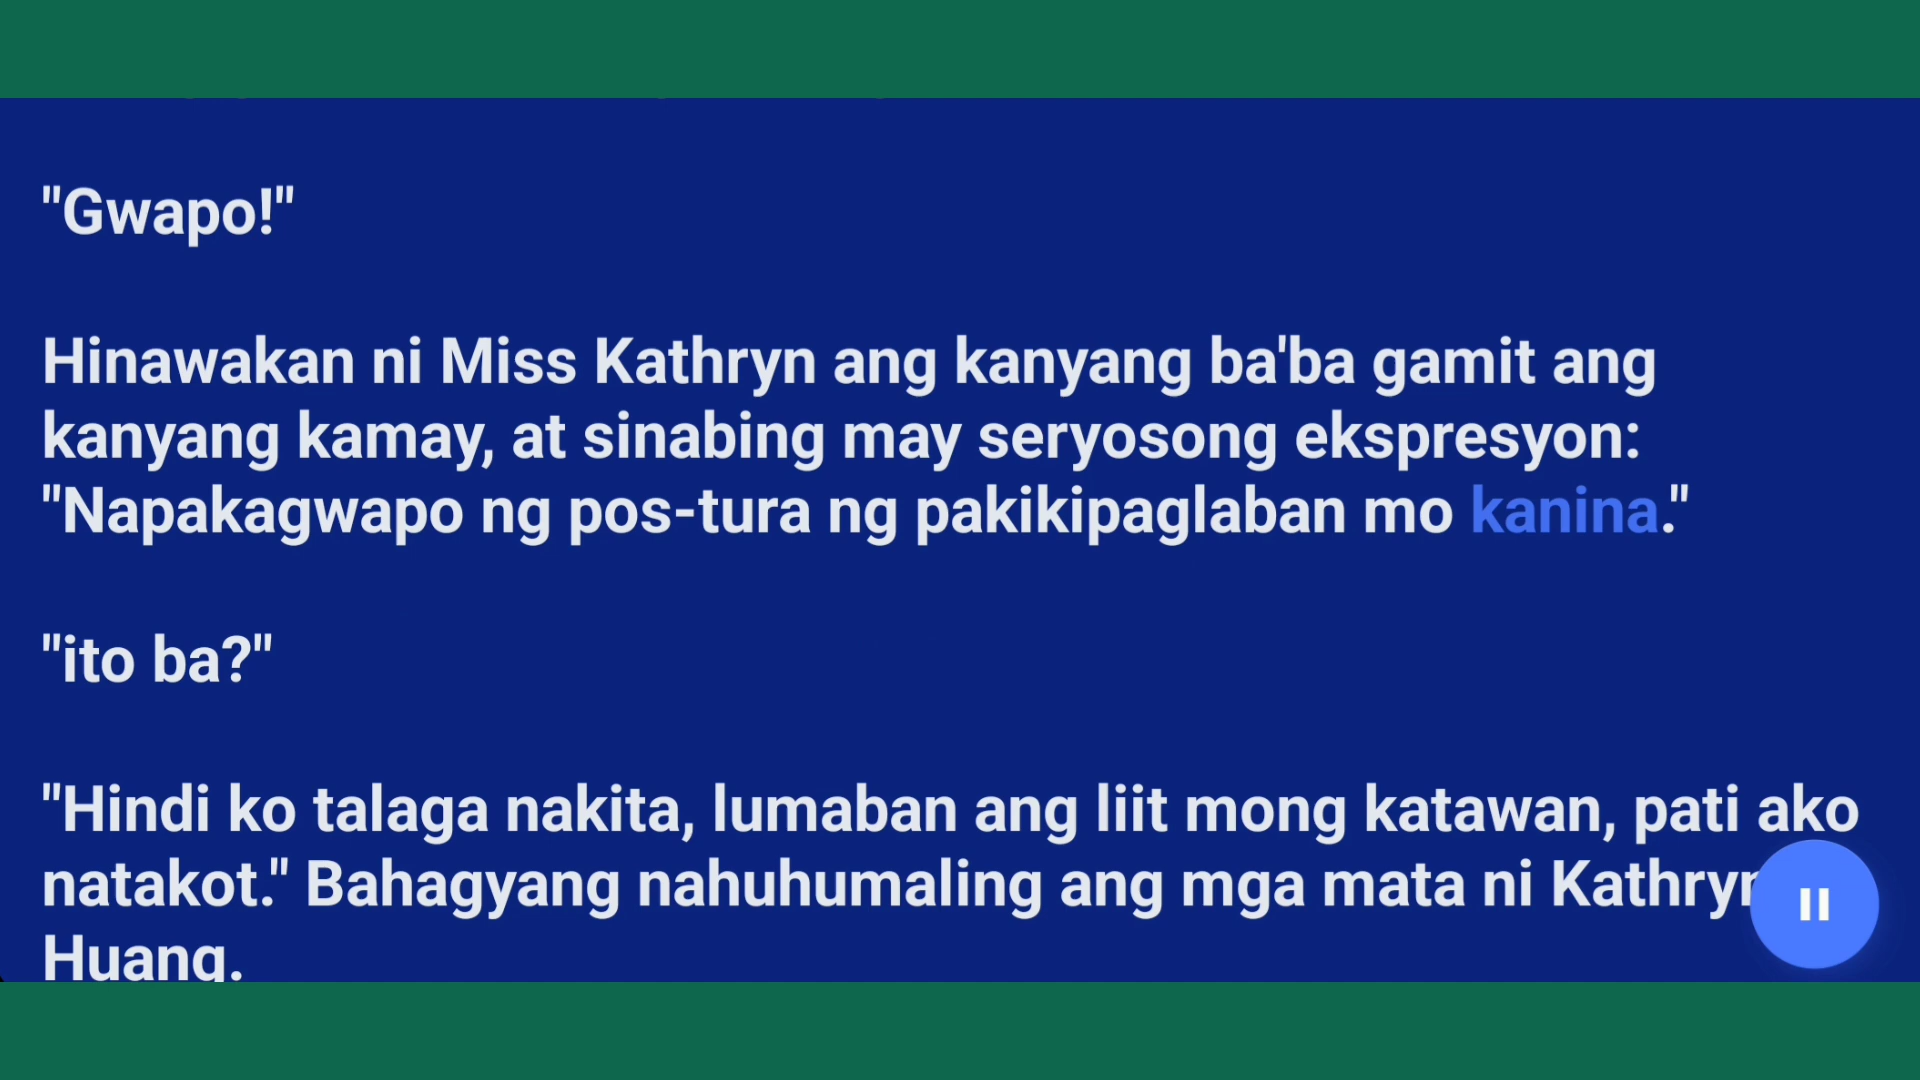 "Gwapo!"
Hinawakan ni Miss Kathryn ang kanyang ba'ba gamit ang
kanyang kamay, at sinabing may seryosong ekspresyon:
"Napakagwapo ng pos-tura ng pakikipaglaban mo kanina."
"ito ba?"
"Hindi ko talaga nakita, lumaban ang liit mong katawan, pati ako
natakot." Bahagyang nahuhumaling ang mga mata ni Kathryn
Huang.